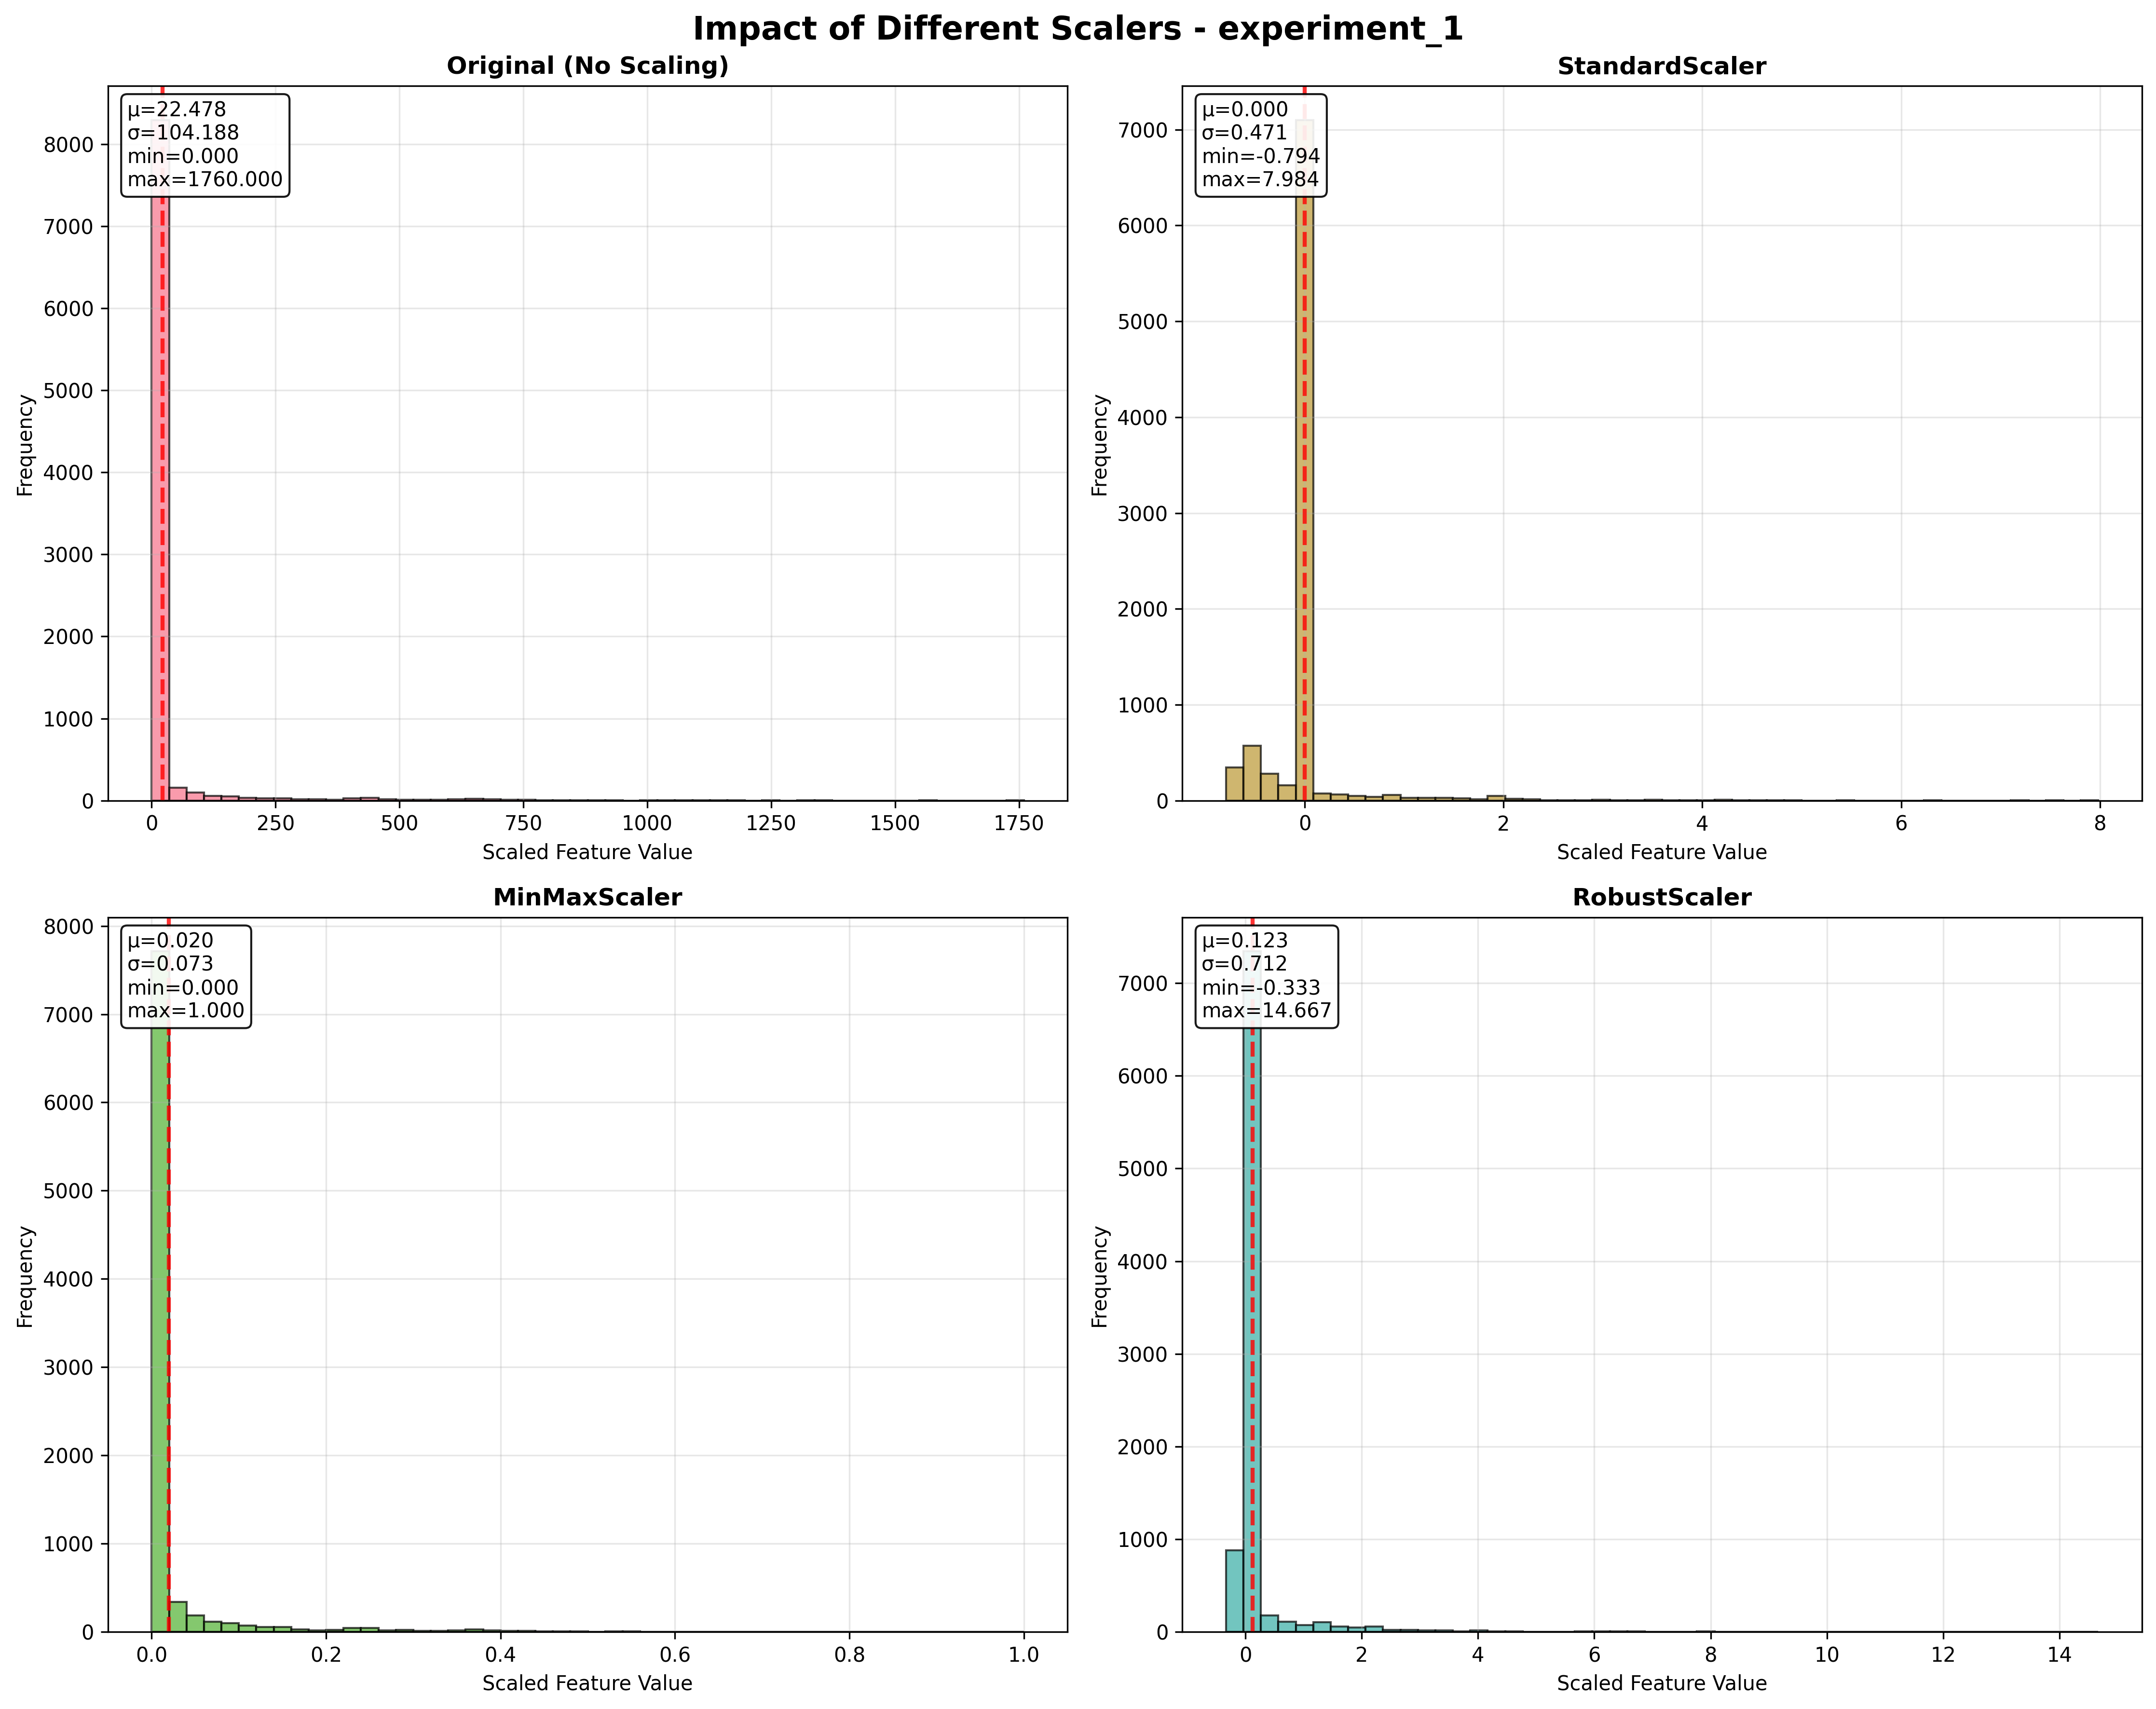 Impact of Different Scalers - experiment_1
Original (No Scaling)
μ=22.478
σ=104.188
min=0.000
max=1760.000
Frequency
8000
7000
6000
5000
4000
3000
2000
1000
0
0 250 500 750 1000 1250 1500 1750
Scaled Feature Value
StandardScaler
μ=0.000
σ=0.471
min=-0.794
max=7.984
Frequency
7000
6000
5000
4000
3000
2000
1000
0
0 2 4 6 8
Scaled Feature Value
MinMaxScaler
μ=0.020
σ=0.073
min=0.000
max=1.000
Frequency
8000
7000
6000
5000
4000
3000
2000
1000
0
0.0 0.2 0.4 0.6 0.8 1.0
Scaled Feature Value
RobustScaler
μ=0.123
σ=0.712
min=-0.333
max=14.667
Frequency
7000
6000
5000
4000
3000
2000
1000
0
0 2 4 6 8 10 12 14
Scaled Feature Value